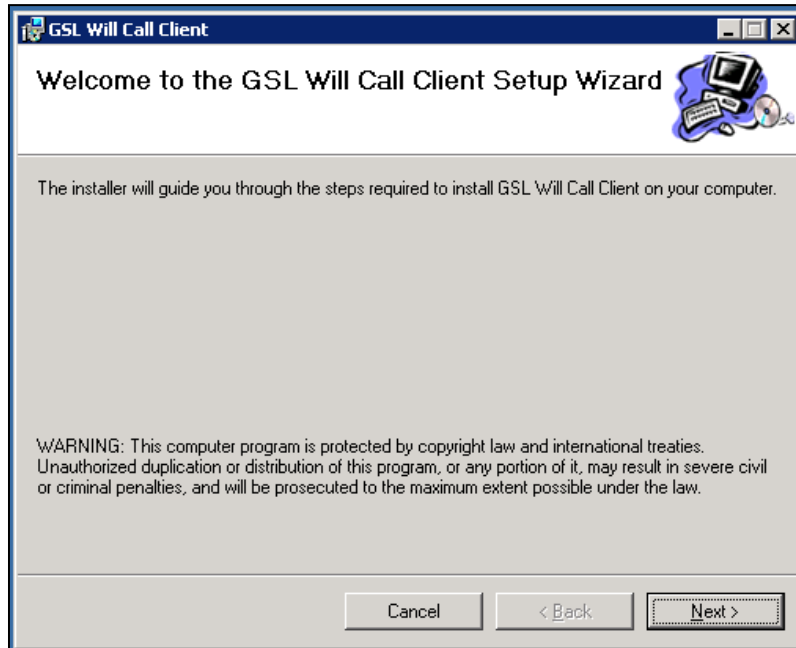 GSL Will Call Client
Welcome to the GSL Will Call Client Setup Wizard
The installer will guide you through the steps required to install GSL Will Call Client on your computer.
WARNING: This computer program is protected by copyright law and international treaties.
Unauthorized duplication or distribution of this program, or any portion of it, may result in severe civil
or criminal penalties, and will be prosecuted to the maximum extent possible under the law.
Cancel < Back Next >